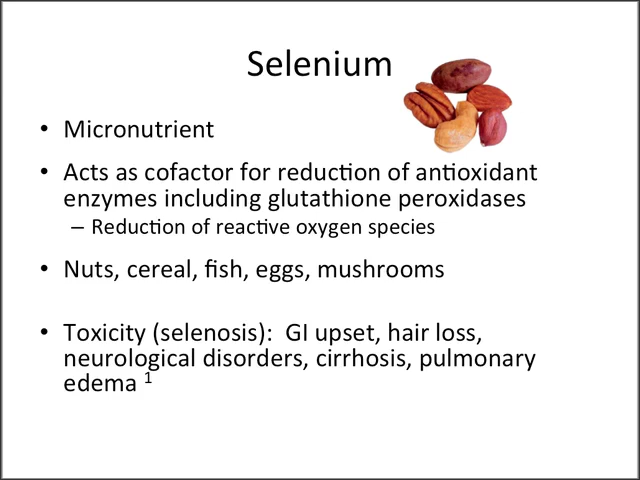 Selenium
• Micronutrient
• Acts as cofactor for reduction of antioxidant
enzymes including glutathione peroxidases
– Reduction of reactive oxygen species
• Nuts, cereal, fish, eggs, mushrooms
• Toxicity (selenosis):  GI upset, hair loss,
neurological disorders, cirrhosis, pulmonary
edema ¹